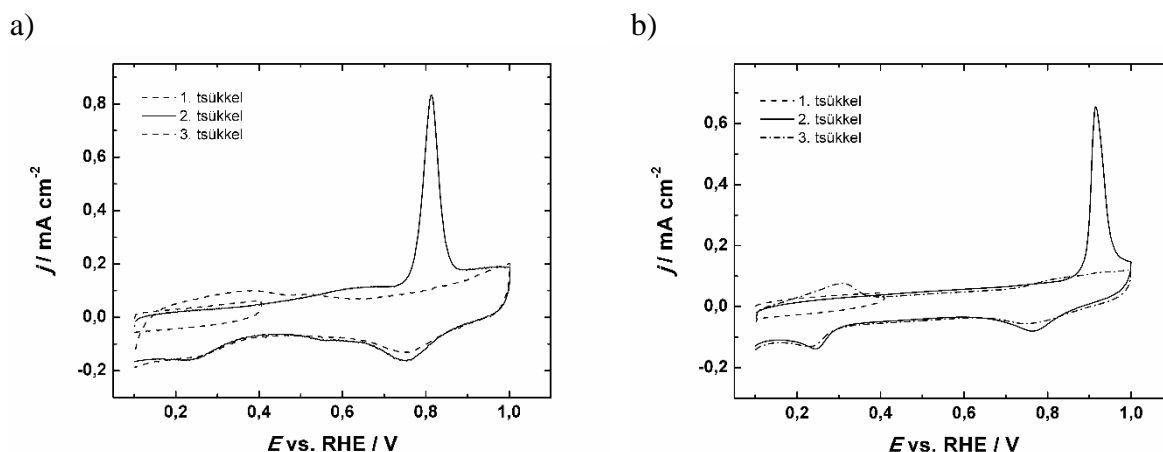 a)
0,8
0,6
0,4
0,2
0,0
-0,2
j / mA cm⁻²
1. tsükkel
2. tsükkel
3. tsükkel
0,2 0,4 0,6 0,8 1,0
E vs. RHE / V
b)
0,6
0,4
0,2
0,0
-0,2
j / mA cm⁻²
1. tsükkel
2. tsükkel
3. tsükkel
0,2 0,4 0,6 0,8 1,0
E vs. RHE / V